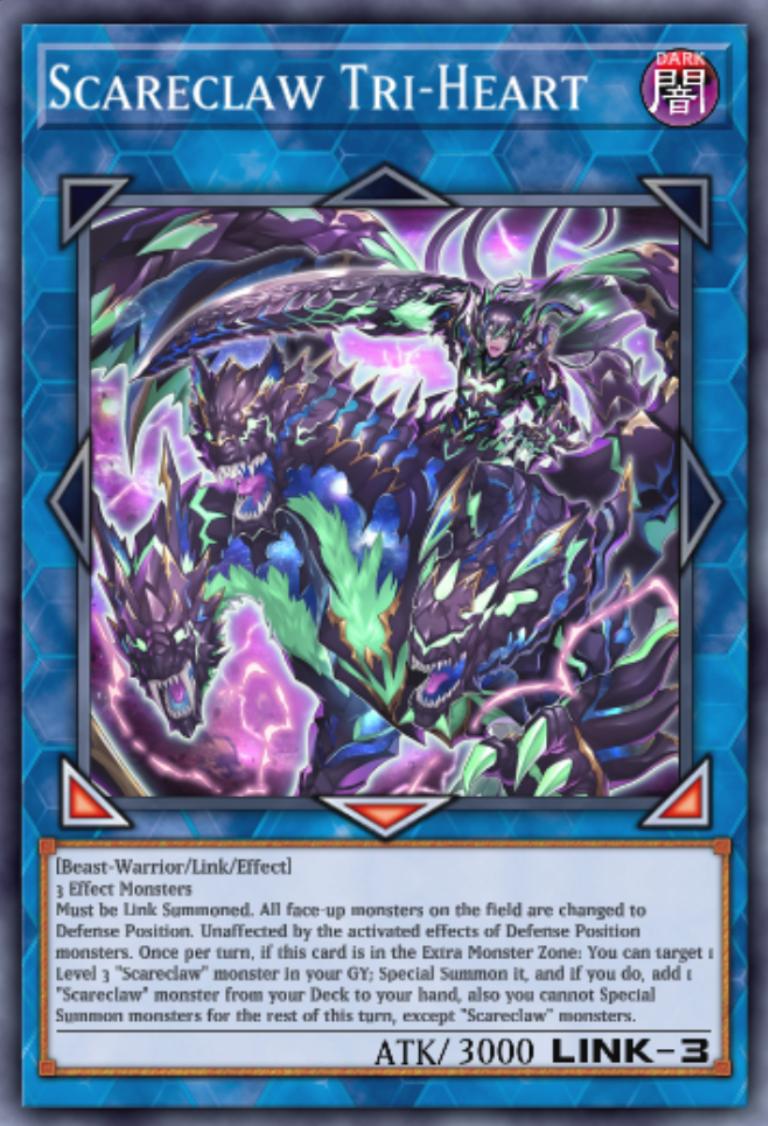 Scareclaw Tri-Heart
DARK
闇
[Beast-Warrior/Link/Effect]
3 Effect Monsters
Must be Link Summoned. All face-up monsters on the field are changed to
Defense Position. Unaffected by the activated effects of Defense Position
monsters. Once per turn, if this card is in the Extra Monster Zone: You can target 1
Level 3 "Scareclaw" monster in your GY; Special Summon it, and if you do, add 1
"Scareclaw" monster from your Deck to your hand, also you cannot Special
Summon monsters for the rest of this turn, except "Scareclaw" monsters.
ATK/ 3000 LINK-3